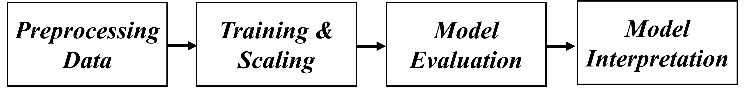 Preprocessing
Data
Training &
Scaling
Model
Evaluation
Model
Interpretation